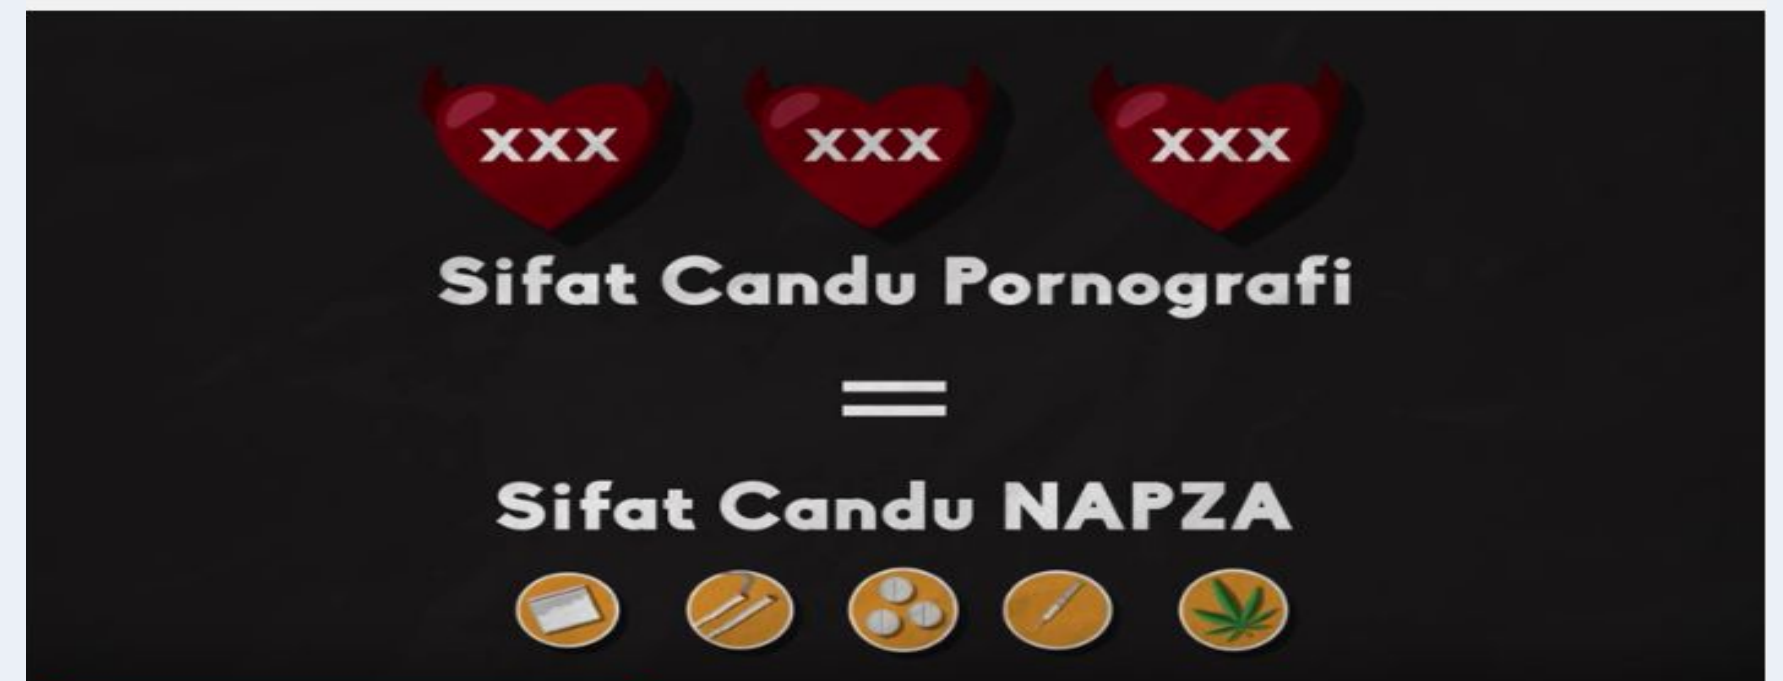 xxx xxx xxx
Sifat Candu Pornografi
=
Sifat Candu NAPZA